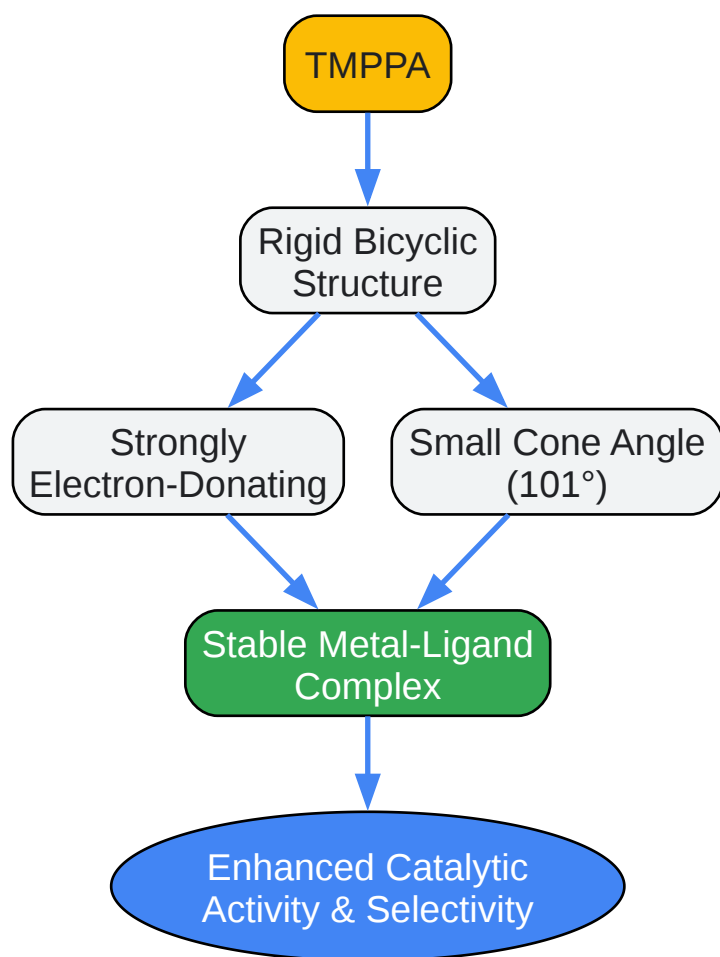 TMPPA
Rigid Bicyclic
Structure
Strongly
Electron-Donating
Small Cone Angle
(101°)
Stable Metal-Ligand
Complex
Enhanced Catalytic
Activity & Selectivity